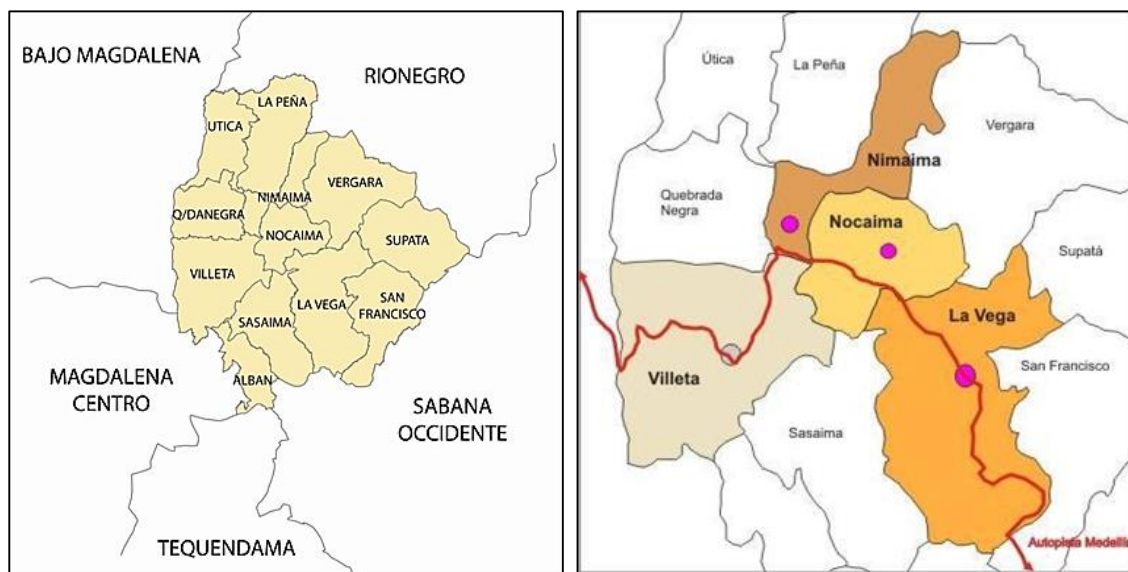 BAJO MAGDALENA
RIONEGRO
LA PEÑA
UTICA
VERGARA
NIMAIMA
Q/DANEGRA
NOCAIMA
SUPATA
VILLETA
LA VEGA
SAN
FRANCISCO
SASAIMA
ALBAN
MAGDALENA
CENTRO
SABANA
OCCIDENTE
TEQUENDAMA
Útica
La Peña
Vergara
Nimaima
Quebrada
Negra
Nocaima
Supatá
La Vega
San Francisco
Villeta
Sasaima
Autopista Medellí